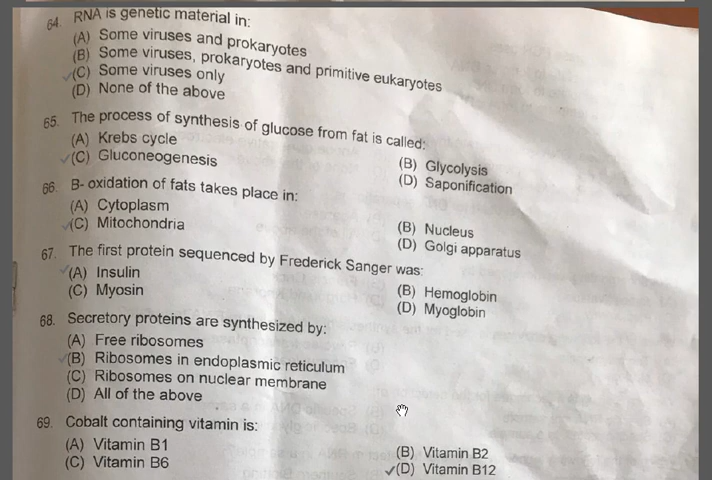 64. RNA is genetic material in:
(A) Some viruses and prokaryotes
(B) Some viruses, prokaryotes and primitive eukaryotes
(C) Some viruses only
(D) None of the above
65. The process of synthesis of glucose from fat is called:
(A) Krebs cycle
(B) Glycolysis
(C) Gluconeogenesis
(D) Saponification
66. B- oxidation of fats takes place in:
(A) Cytoplasm
(B) Nucleus
(C) Mitochondria
(D) Golgi apparatus
67. The first protein sequenced by Frederick Sanger was:
(A) Insulin
(B) Hemoglobin
(C) Myosin
(D) Myoglobin
68. Secretory proteins are synthesized by:
(A) Free ribosomes
(B) Ribosomes in endoplasmic reticulum
(C) Ribosomes on nuclear membrane
(D) All of the above
69. Cobalt containing vitamin is:
(A) Vitamin B1
(B) Vitamin B2
(C) Vitamin B6
(D) Vitamin B12